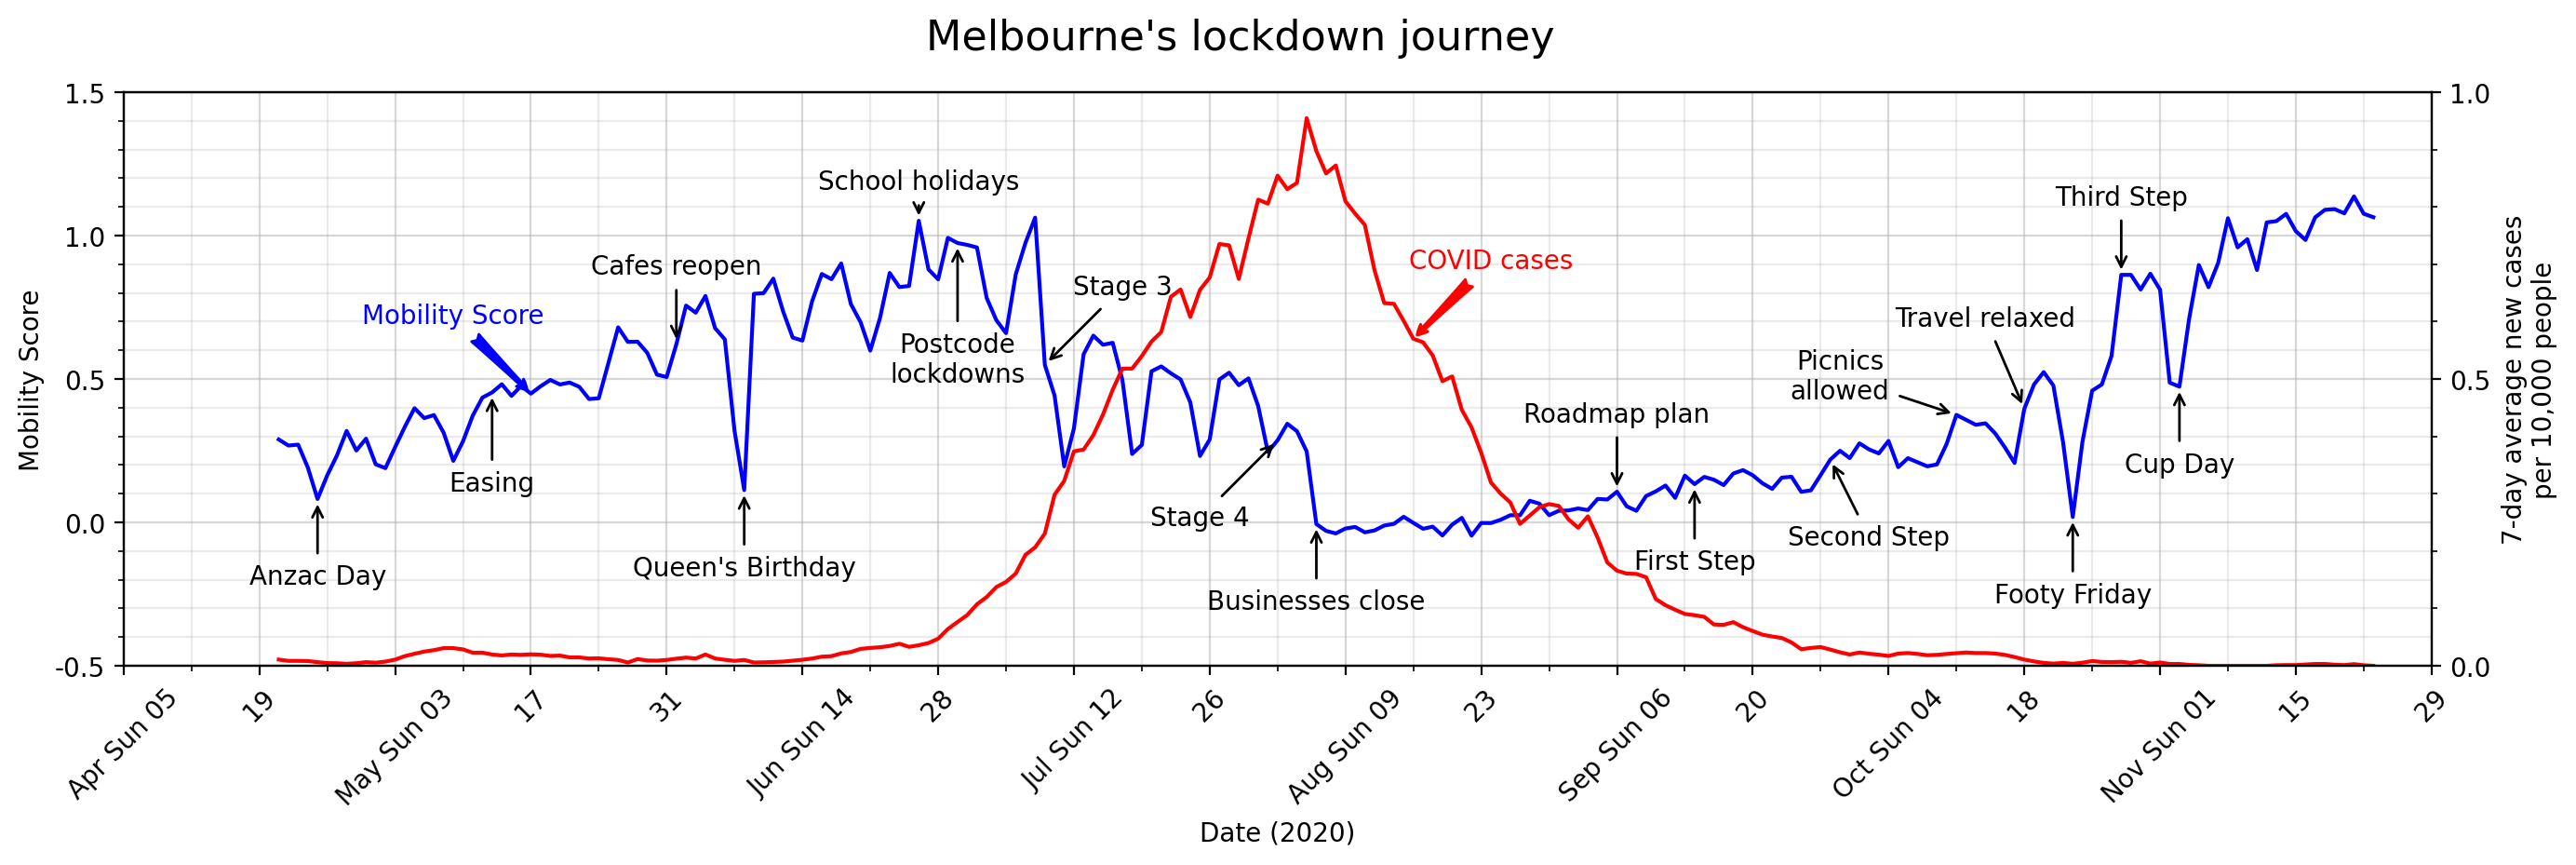 Melbourne's lockdown journey
1.5
1.0
0.5
0.0
-0.5
Mobility Score
1.0
0.5
0.0
7-day average new cases
per 10,000 people
School holidays
Cafes reopen
Mobility Score
Stage 3
COVID cases
Third Step
Travel relaxed
Postcode
lockdowns
Picnics
allowed
Roadmap plan
Easing
Stage 4
Cup Day
Second Step
Anzac Day
Queen's Birthday
First Step
Businesses close
Footy Friday
Apr Sun 05
19
May Sun 03
17
31
Jun Sun 14
28
Jul Sun 12
26
Aug Sun 09
23
Sep Sun 06
20
Oct Sun 04
18
Nov Sun 01
15
29
Date (2020)